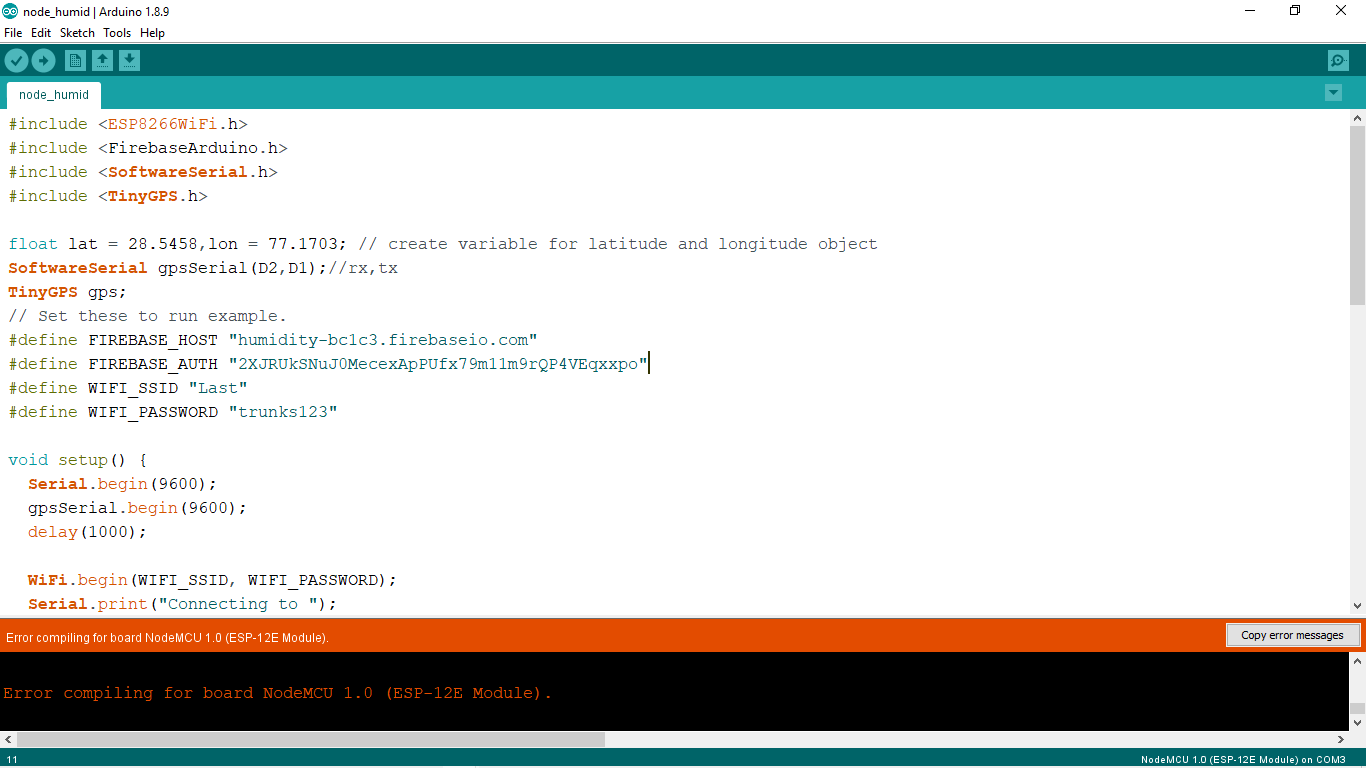 node_humid | Arduino 1.8.9
File Edit Sketch Tools Help
node_humid
#include <ESP8266WiFi.h>
#include <FirebaseArduino.h>
#include <SoftwareSerial.h>
#include <TinyGPS.h>
float lat = 28.5458,lon = 77.1703; // create variable for latitude and longitude object
SoftwareSerial gpsSerial(D2,D1);//rx,tx
TinyGPS gps;
// Set these to run example.
#define FIREBASE_HOST "humidity-bc1c3.firebaseio.com"
#define FIREBASE_AUTH "2XJRUkSNuJ0MecexApPUfx79m11m9rQP4VEqxxpo"
#define WIFI_SSID "Last"
#define WIFI_PASSWORD "trunks123"
void setup() {
Serial.begin(9600);
gpsSerial.begin(9600);
delay(1000);
WiFi.begin(WIFI_SSID, WIFI_PASSWORD);
Serial.print("Connecting to ");
Error compiling for board NodeMCU 1.0 (ESP-12E Module).
Copy error messages
Error compiling for board NodeMCU 1.0 (ESP-12E Module).
11
NodeMCU 1.0 (ESP-12E Module) on COM3